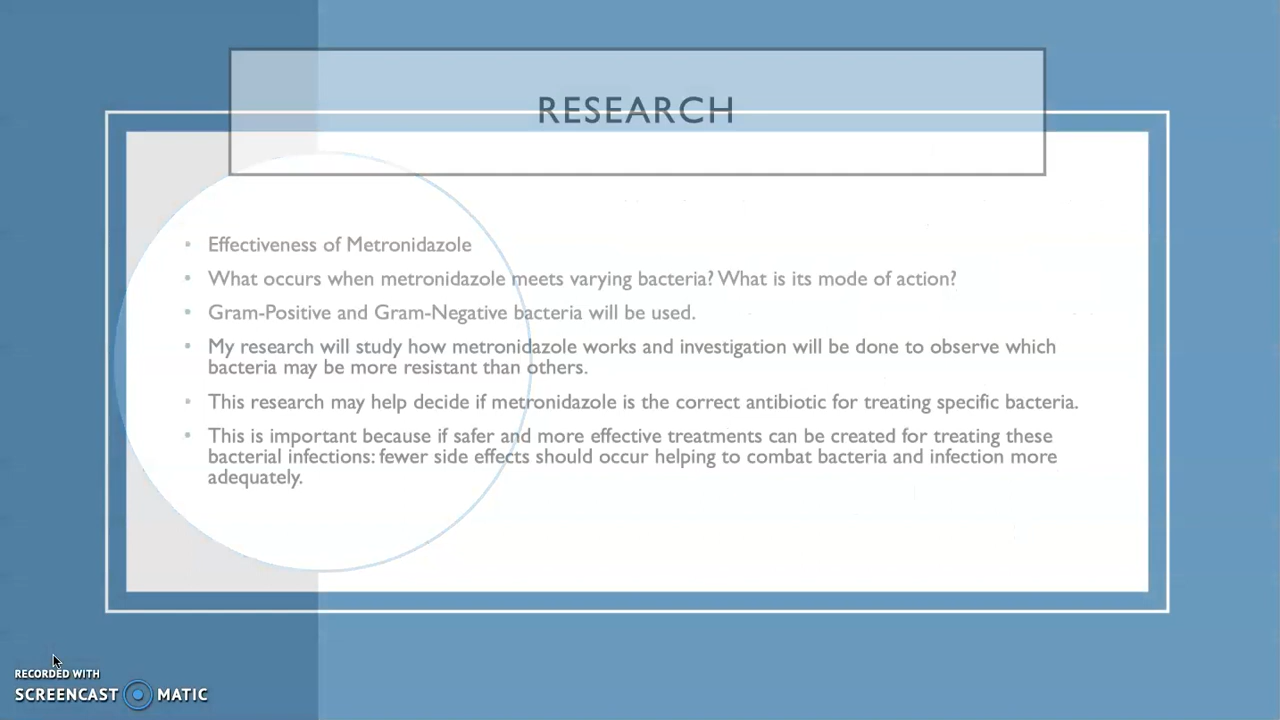 RESEARCH
• Effectiveness of Metronidazole
• What occurs when metronidazole meets varying bacteria? What is its mode of action?
• Gram-Positive and Gram-Negative bacteria will be used.
• My research will study how metronidazole works and investigation will be done to observe which
bacteria may be more resistant than others.
• This research may help decide if metronidazole is the correct antibiotic for treating specific bacteria.
• This is important because if safer and more effective treatments can be created for treating these
bacterial infections: fewer side effects should occur helping to combat bacteria and infection more
adequately.
RECORDED WITH
SCREENCAST MATIC